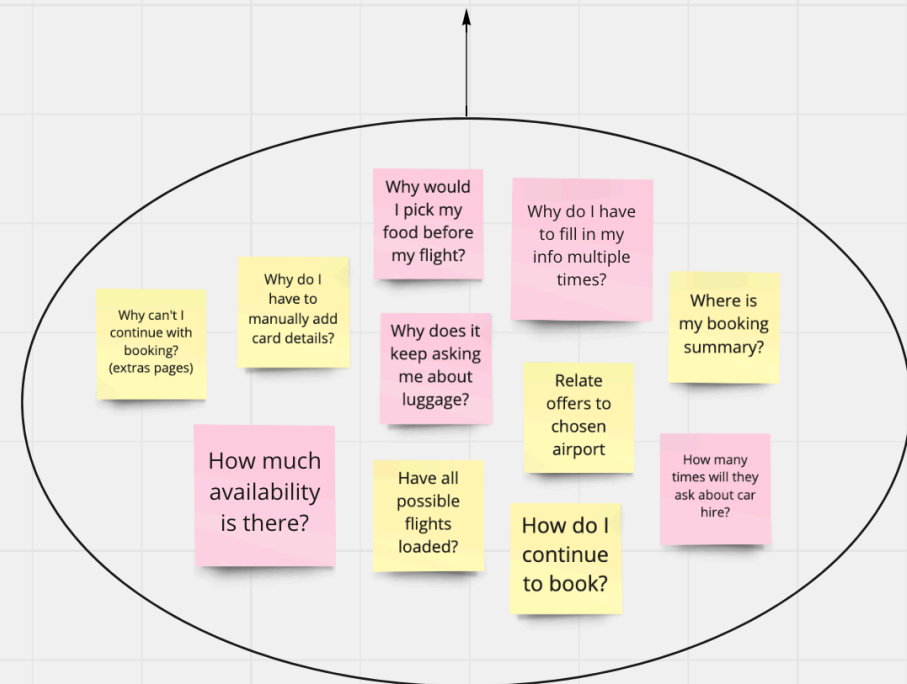 Why would
I pick my
food before
my flight?
Why do I have
to fill in my
info multiple
times?
Why do I
have to
manually add
card details?
Where is
my booking
summary?
Why can't I
continue with
booking?
(extras pages)
Why does it
keep asking
me about
luggage?
Relate
offers to
chosen
airport
How much
availability
is there?
How many
times will they
ask about car
hire?
Have all
possible
flights
loaded?
How do I
continue
to book?